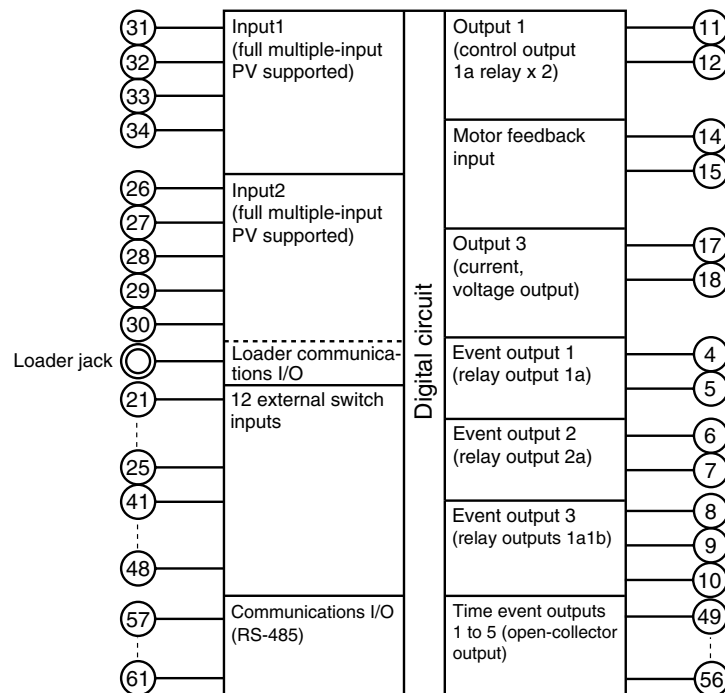 31
32
33
34
Input1
(full multiple-input
PV supported)
26
27
28
29
30
Input2
(full multiple-input
PV supported)
Loader jack
Loader communica-
tions I/O
21
25
41
48
12 external switch
inputs
57
61
Communications I/O
(RS-485)
Digital circuit
Output 1
(control output
1a relay x 2)
11
12
Motor feedback
input
14
15
Output 3
(current,
voltage output)
17
18
Event output 1
(relay output 1a)
4
5
Event output 2
(relay output 2a)
6
7
Event output 3
(relay outputs 1a1b)
8
9
10
Time event outputs
1 to 5 (open-collector
output)
49
56